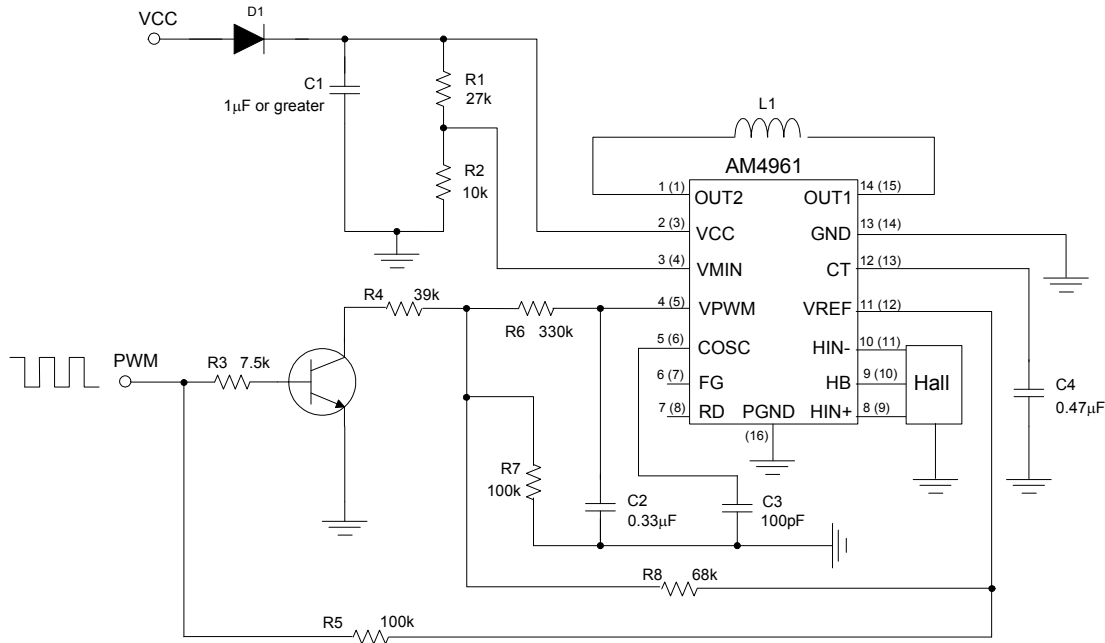 VCC
D1
C1
1μF or greater
R1
27k
R2
10k
L1
AM4961
1 (1)
OUT2
OUT1
14 (15)
2 (3)
VCC
GND
13 (14)
3 (4)
VMIN
CT
12 (13)
4 (5)
VPWM
VREF
11 (12)
5 (6)
COSC
HIN-
10 (11)
6 (7)
FG
HB
9 (10)
7 (8)
RD
PGND
HIN+
8 (9)
(16)
Hall
C4
0.47μF
R4
39k
R6
330k
PWM
R3
7.5k
R7
100k
C2
0.33μF
C3
100pF
R8
68k
R5
100k